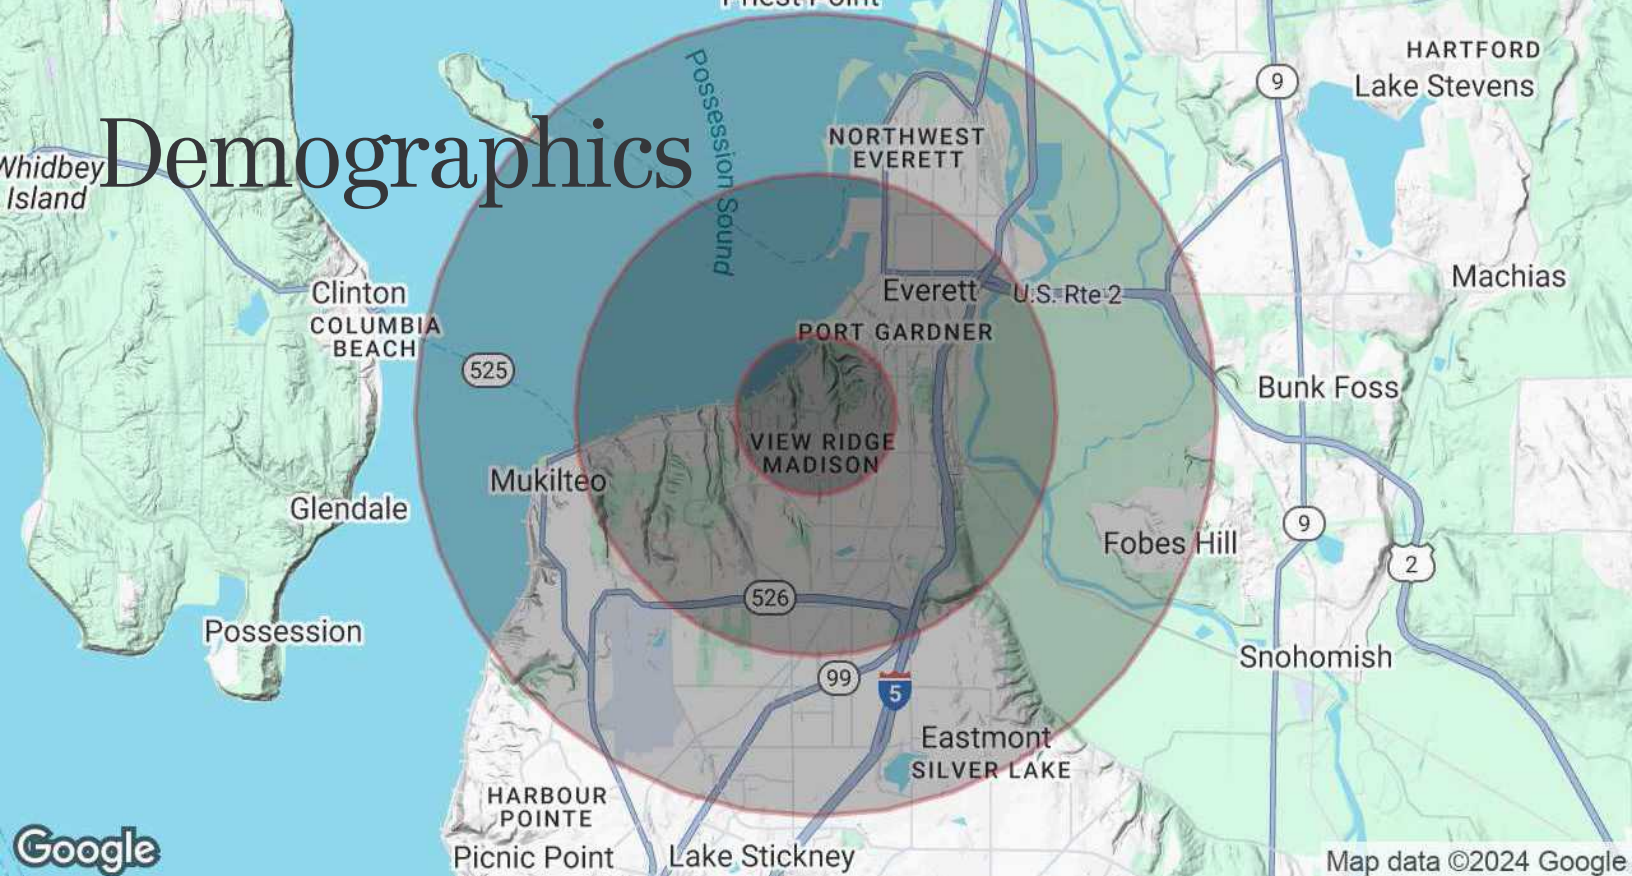 Priest Point
HARTFORD
Lake Stevens
9
Demographics
Possession Sound
NORTHWEST
EVERETT
Whidbey
Island
Machias
Clinton
Everett
U.S. Rte 2
COLUMBIA
BEACH
PORT GARDNER
525
Bunk Foss
VIEW RIDGE
MADISON
Mukilteo
Glendale
9
Fobes Hill
2
526
Possession
Snohomish
99
5
Eastmont
SILVER LAKE
HARBOUR
POINTE
Picnic Point
Lake Stickney
Google
Map data ©2024 Google